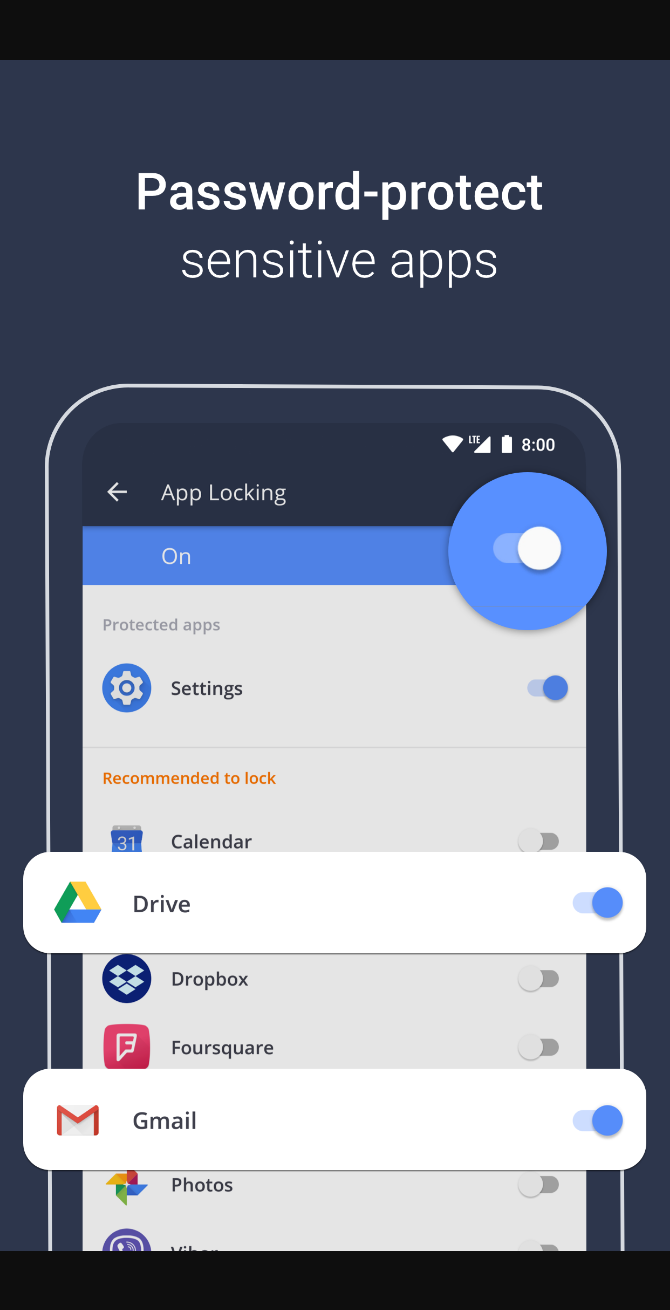 Password-protect
sensitive apps
LTE 8:00
App Locking
On
Protected apps
Settings
Recommended to lock
31 Calendar
Drive
Dropbox
Foursquare
Gmail
Photos
Viber